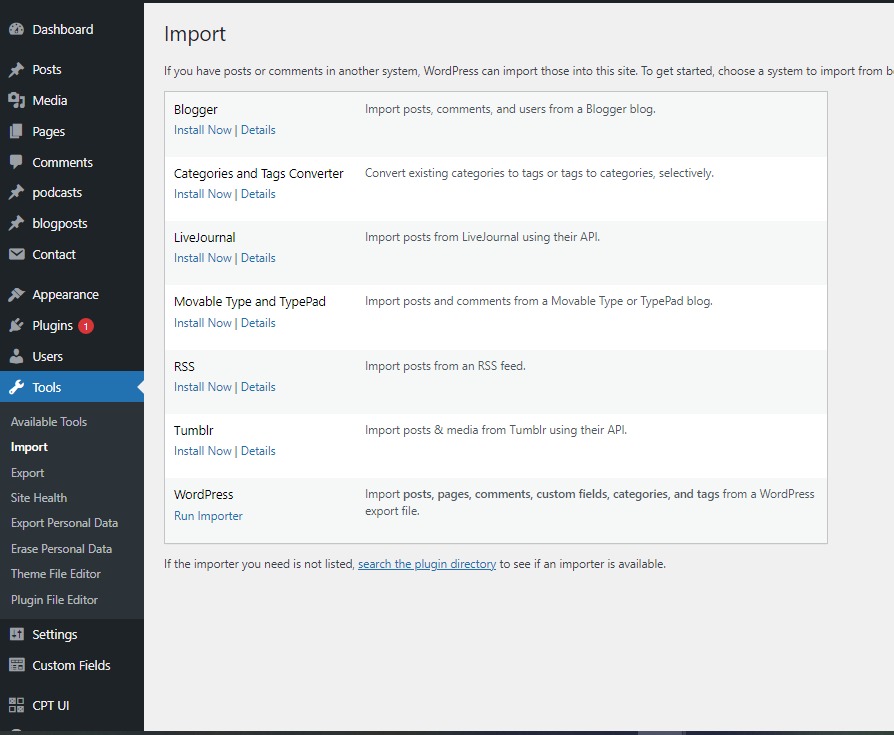 Dashboard
Posts
Media
Pages
Comments
podcasts
blogposts
Contact
Appearance
Plugins 1
Users
Tools
Available Tools
Import
Export
Site Health
Export Personal Data
Erase Personal Data
Theme File Editor
Plugin File Editor
Settings
Custom Fields
CPT UI
Import
If you have posts or comments in another system, WordPress can import those into this site. To get started, choose a system to import from
Blogger
Install Now | Details
Import posts, comments, and users from a Blogger blog.
Categories and Tags Converter
Install Now | Details
Convert existing categories to tags or tags to categories, selectively.
LiveJournal
Install Now | Details
Import posts from LiveJournal using their API.
Movable Type and TypePad
Install Now | Details
Import posts and comments from a Movable Type or TypePad blog.
RSS
Install Now | Details
Import posts from an RSS feed.
Tumblr
Install Now | Details
Import posts & media from Tumblr using their API.
WordPress
Run Importer
Import posts, pages, comments, custom fields, categories, and tags from a WordPress
export file.
If the importer you need is not listed, search the plugin directory to see if an importer is available.